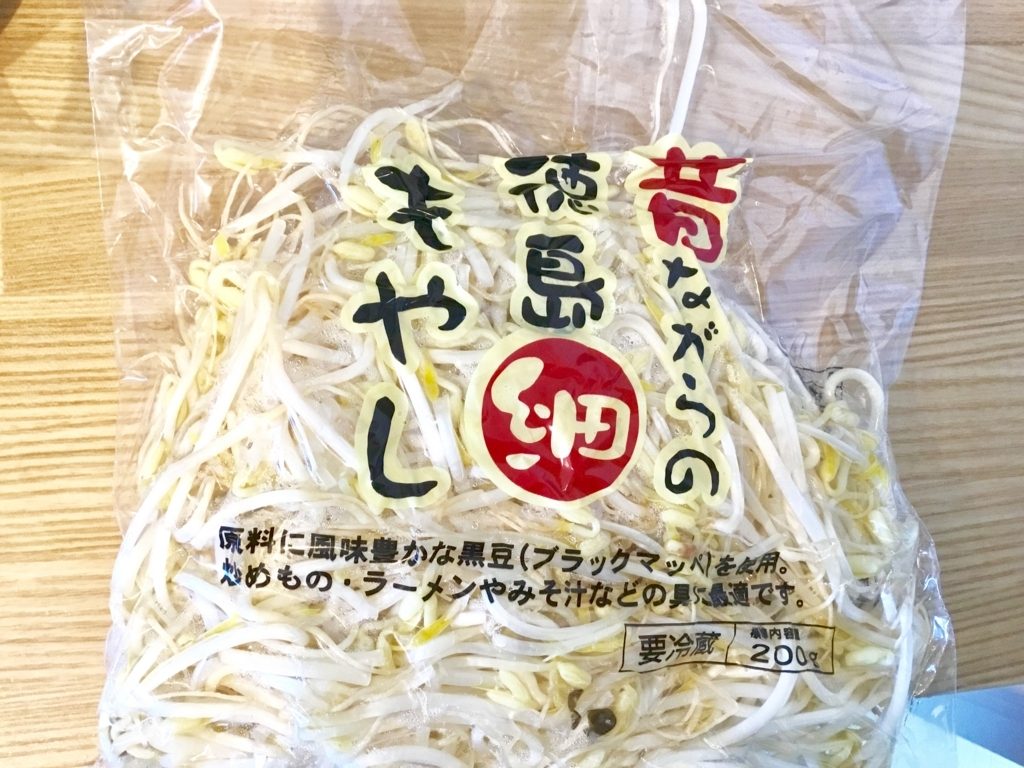 昔ながらの
徳島
細
もやし
原料に風味豊かな黒豆(ブラックマッペ)を使用。
炒めもの・ラーメンやみそ汁などの具に最適です。
要冷蔵
内容量
200g